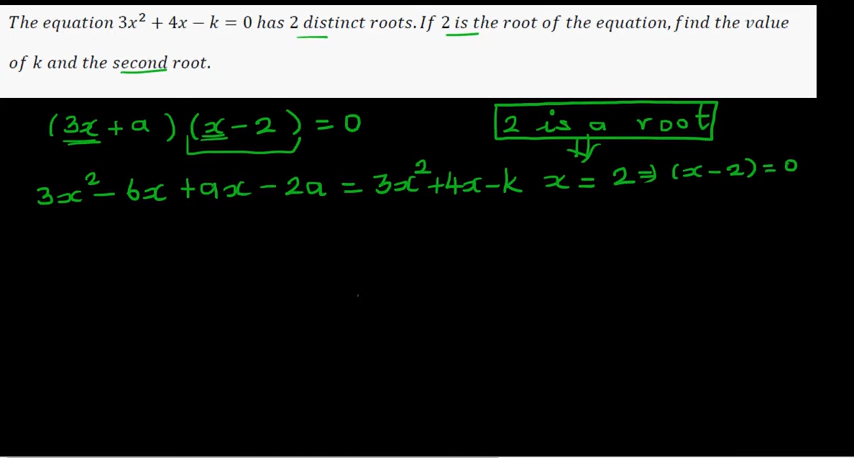 The equation 3x² + 4x − k = 0 has 2 distinct roots. If 2 is the root of the equation, find the value
of k and the second root.
(3x + a)(x − 2) = 0
2 is a root
⇓
3x² − 6x + ax − 2a = 3x² + 4x − k
x = 2 ⇒ (x − 2) = 0